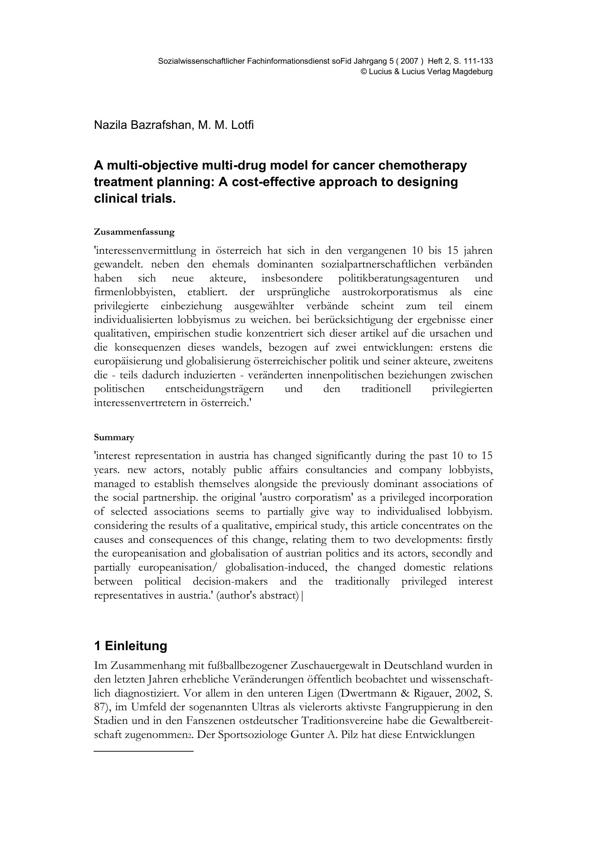 Sozialwissenschaftlicher Fachinformationsdienst soFid Jahrgang 5 ( 2007 ) Heft 2, S. 111-133
© Lucius & Lucius Verlag Magdeburg
Nazila Bazrafshan, M. M. Lotfi
A multi-objective multi-drug model for cancer chemotherapy
treatment planning: A cost-effective approach to designing
clinical trials.
Zusammenfassung
'interessenvermittlung in österreich hat sich in den vergangenen 10 bis 15 jahren
gewandelt. neben den ehemals dominanten sozialpartnerschaftlichen verbänden
haben sich neue akteure, insbesondere politikberatungsagenturen und
firmenlobbyisten, etabliert. der ursprüngliche austrokorporatismus als eine
privilegierte einbeziehung ausgewählter verbände scheint zum teil einem
individualisierten lobbyismus zu weichen. bei berücksichtigung der ergebnisse einer
qualitativen, empirischen studie konzentriert sich dieser artikel auf die ursachen und
die konsequenzen dieses wandels, bezogen auf zwei entwicklungen: erstens die
europäisierung und globalisierung österreichischer politik und seiner akteure, zweitens
die - teils dadurch induzierten - veränderten innenpolitischen beziehungen zwischen
politischen entscheidungsträgern und den traditionell privilegierten
interessenvertretern in österreich.'
Summary
'interest representation in austria has changed significantly during the past 10 to 15
years. new actors, notably public affairs consultancies and company lobbyists,
managed to establish themselves alongside the previously dominant associations of
the social partnership. the original 'austro corporatism' as a privileged incorporation
of selected associations seems to partially give way to individualised lobbyism.
considering the results of a qualitative, empirical study, this article concentrates on the
causes and consequences of this change, relating them to two developments: firstly
the europeanisation and globalisation of austrian politics and its actors, secondly and
partially europeanisation/ globalisation-induced, the changed domestic relations
between political decision-makers and the traditionally privileged interest
representatives in austria.' (author's abstract)|
1 Einleitung
Im Zusammenhang mit fußballbezogener Zuschauergewalt in Deutschland wurden in
den letzten Jahren erhebliche Veränderungen öffentlich beobachtet und wissenschaft-
lich diagnostiziert. Vor allem in den unteren Ligen (Dwertmann & Rigauer, 2002, S.
87), im Umfeld der sogenannten Ultras als vielerorts aktivste Fangruppierung in den
Stadien und in den Fanszenen ostdeutscher Traditionsvereine habe die Gewaltbereit-
schaft zugenommen2. Der Sportsoziologe Gunter A. Pilz hat diese Entwicklungen